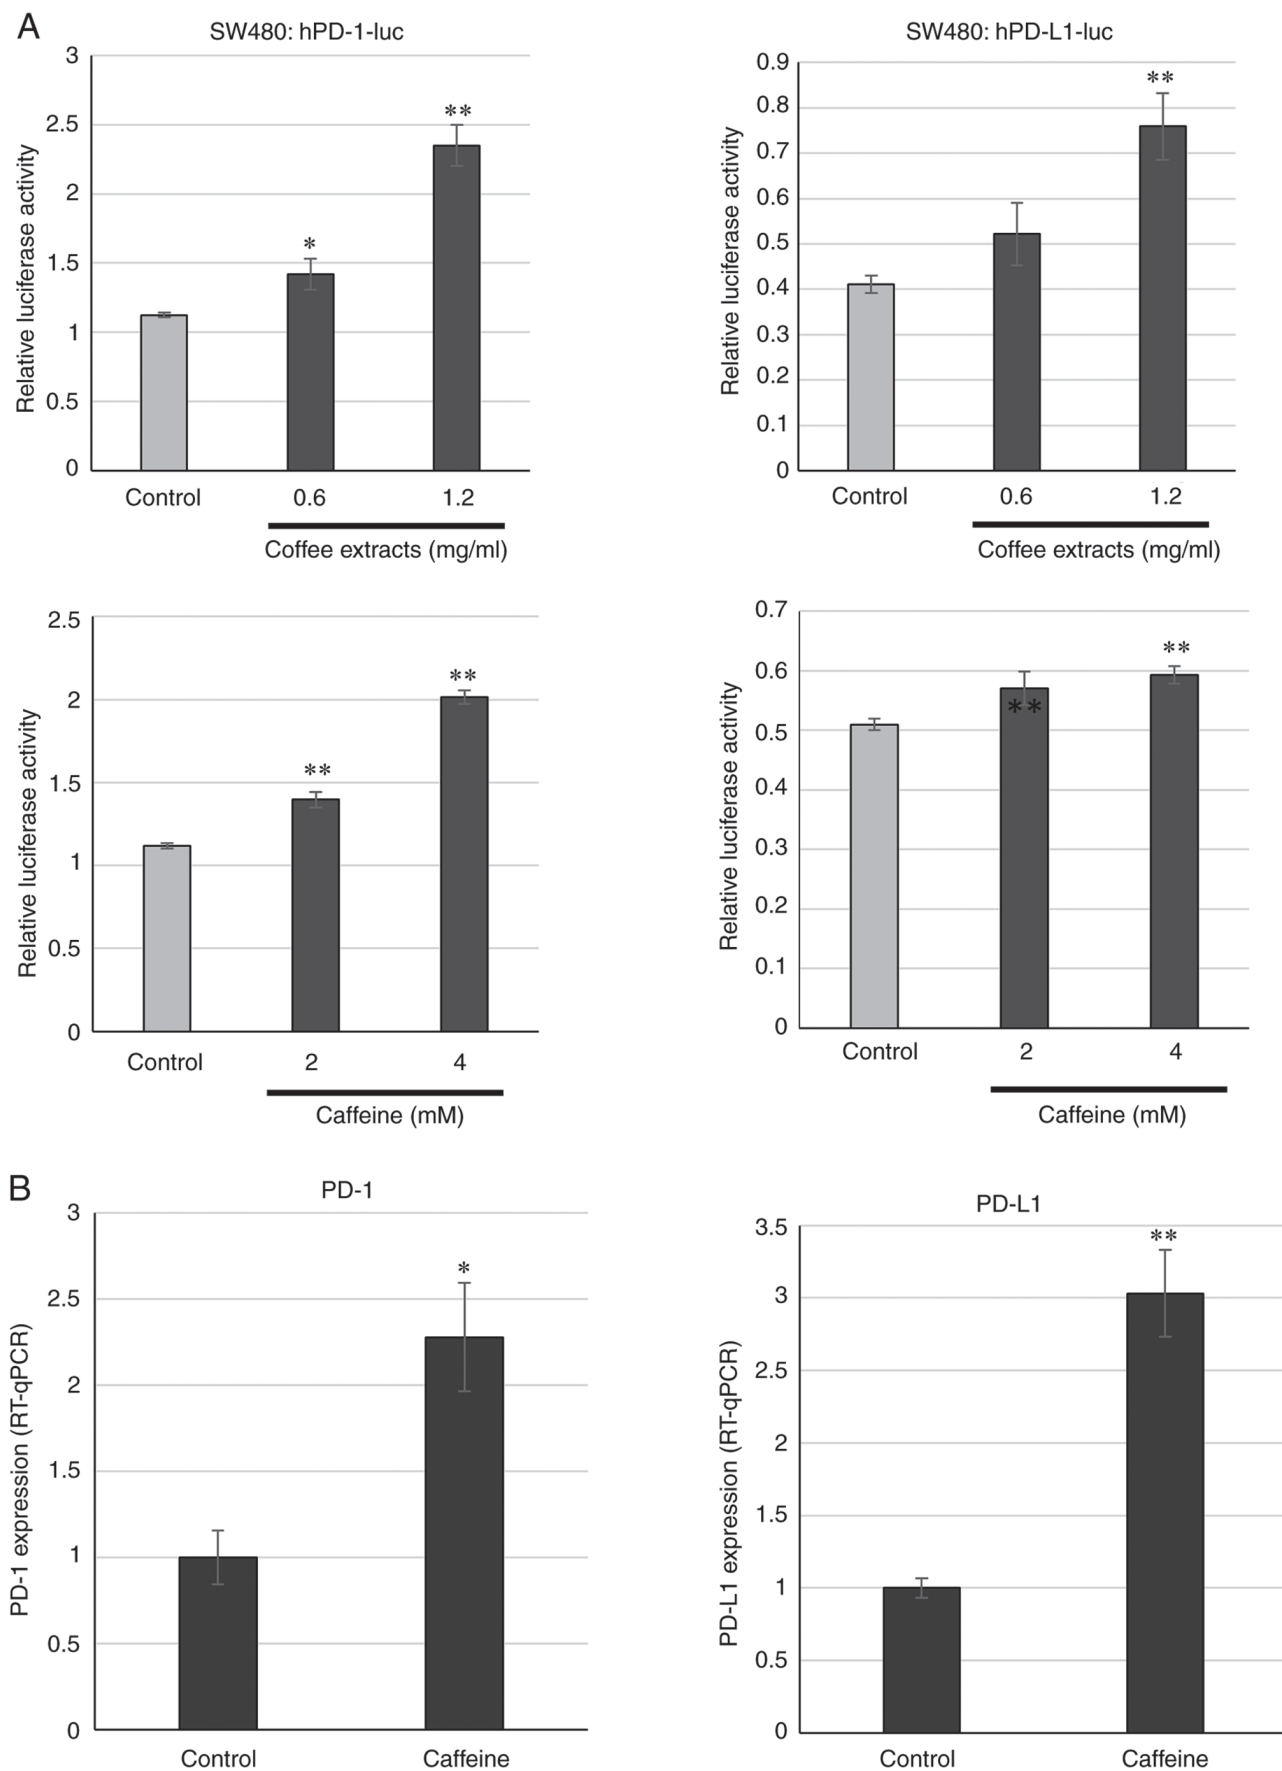 A
SW480: hPD-1-luc
Relative luciferase activity
3
2.5
2
1.5
1
0.5
0
*
**
Control 0.6 1.2
Coffee extracts (mg/ml)
SW480: hPD-L1-luc
Relative luciferase activity
0.9
0.8
0.7
0.6
0.5
0.4
0.3
0.2
0.1
0
**
Control 0.6 1.2
Coffee extracts (mg/ml)
Relative luciferase activity
2.5
2
1.5
1
0.5
0
**
**
Control 2 4
Caffeine (mM)
Relative luciferase activity
0.7
0.6
0.5
0.4
0.3
0.2
0.1
0
**
**
Control 2 4
Caffeine (mM)
B
PD-1
PD-1 expression (RT-qPCR)
3
2.5
2
1.5
1
0.5
0
*
Control Caffeine
PD-L1
PD-L1 expression (RT-qPCR)
3.5
3
2.5
2
1.5
1
0.5
0
**
Control Caffeine